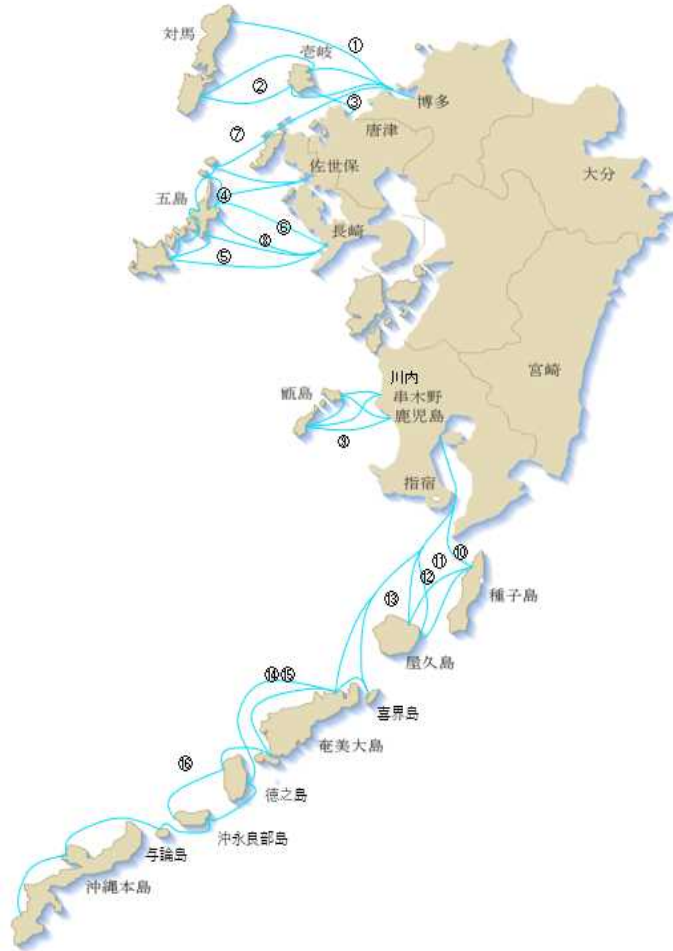 対馬
①
壱岐
②
③
博多
⑦
唐津
佐世保
大分
五島
④
⑥
長崎
⑧
⑤
川内
宮崎
甑島
串木野
鹿児島
⑨
指宿
⑩
⑪
⑫
種子島
⑬
屋久島
⑭⑮
喜界島
奄美大島
⑯
徳之島
沖永良部島
与論島
沖縄本島